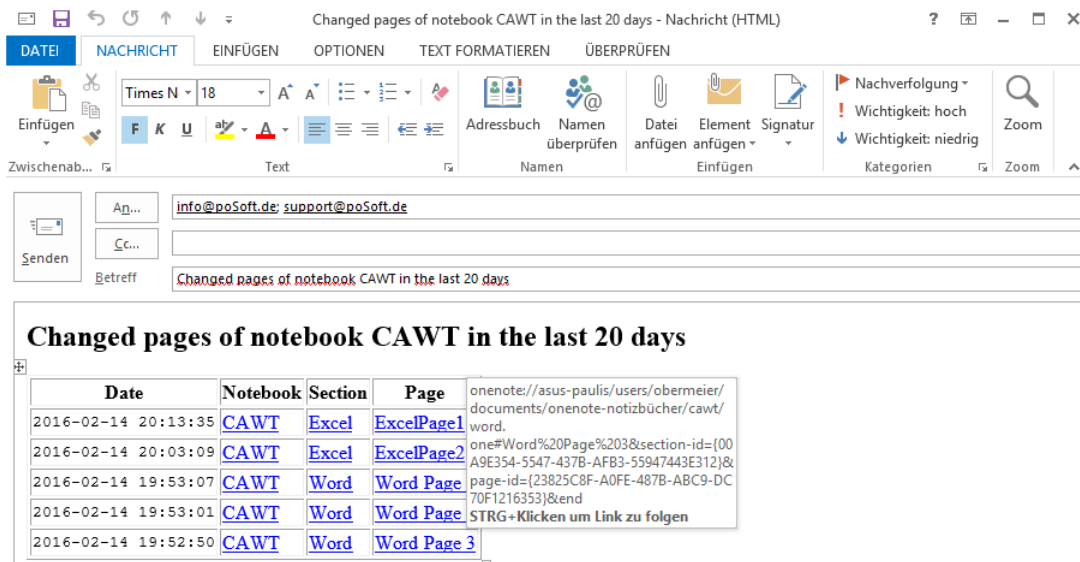 Changed pages of notebook CAWT in the last 20 days - Nachricht (HTML)
?
DATEI NACHRICHT EINFÜGEN OPTIONEN TEXT FORMATIEREN ÜBERPRÜFEN
Einfügen
Times N 18
F K U
Adressbuch
Namen überprüfen
Datei anfügen
Element anfügen
Signatur
Nachverfolgung
Wichtigkeit: hoch
Wichtigkeit: niedrig
Zoom
Zwischenab... Text Namen Einfügen Kategorien Zoom
Senden
An... info@poSoft.de; support@poSoft.de
Cc...
Betreff Changed pages of notebook CAWT in the last 20 days
Changed pages of notebook CAWT in the last 20 days
Date Notebook Section Page
2016-02-14 20:13:35 CAWT Excel ExcelPage1
2016-02-14 20:03:09 CAWT Excel ExcelPage2
2016-02-14 19:53:07 CAWT Word Word Page
2016-02-14 19:53:01 CAWT Word Word Page
2016-02-14 19:52:50 CAWT Word Word Page 3
onenote://asus-paulis/users/obermeier/
documents/onenote-notizbücher/cawt/
word.
one#Word%20Page%203&section-id={00
A9E354-5547-437B-AFB3-55947443E312}&
page-id={23825C8F-A0FE-487B-ABC9-DC
70F1216353}&end
STRG+Klicken um Link zu folgen